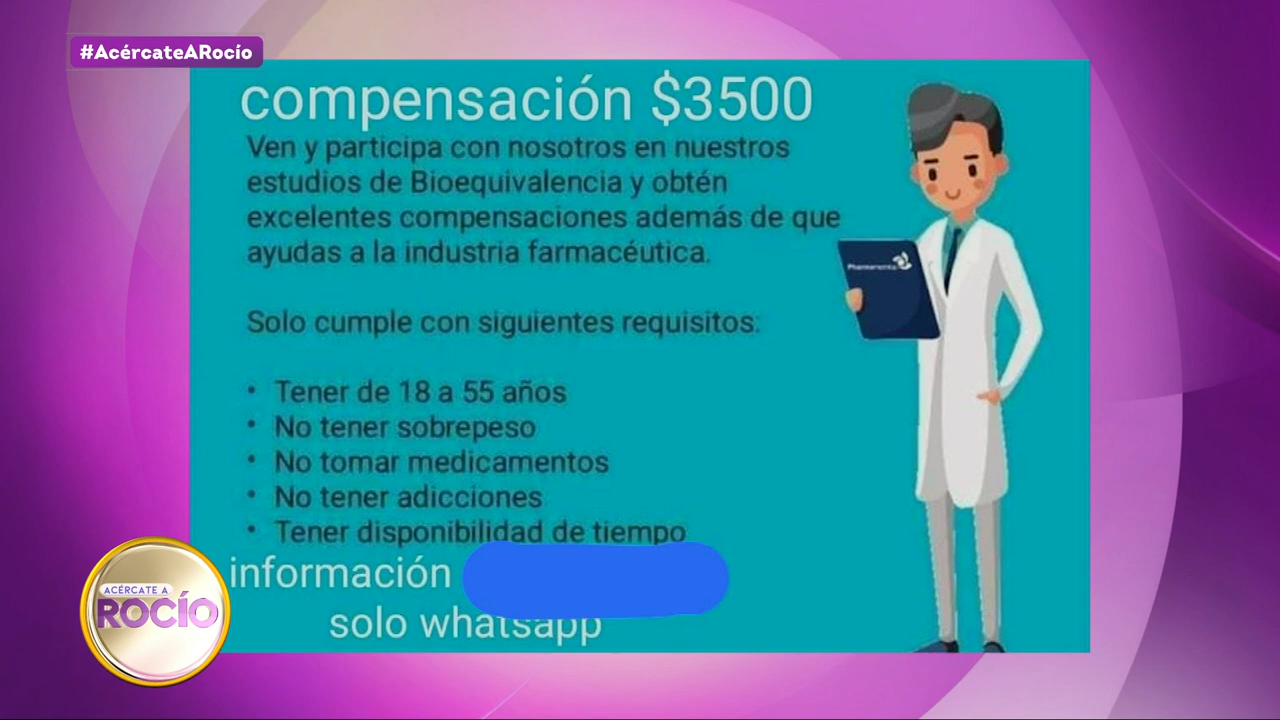 #AcércateARocío
compensación $3500
Ven y participa con nosotros en nuestros
estudios de Bioequivalencia y obtén
excelentes compensaciones además de que
ayudas a la industria farmacéutica.
Solo cumple con siguientes requisitos:
• Tener de 18 a 55 años
• No tener sobrepeso
• No tomar medicamentos
• No tener adicciones
• Tener disponibilidad de tiempo
información
solo whatsapp
ACÉRCATE A
ROCÍO